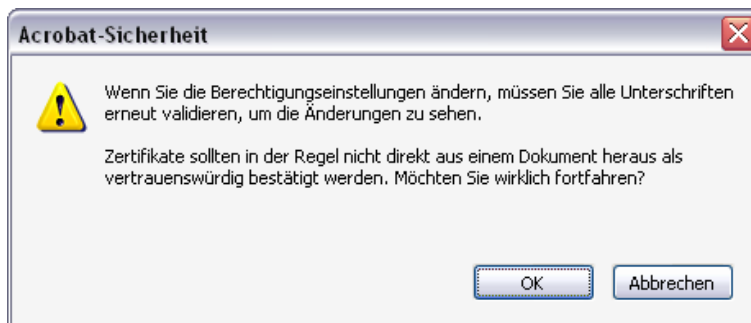 Acrobat-Sicherheit
Wenn Sie die Berechtigungseinstellungen ändern, müssen Sie alle Unterschriften
erneut validieren, um die Änderungen zu sehen.
Zertifikate sollten in der Regel nicht direkt aus einem Dokument heraus als
vertrauenswürdig bestätigt werden. Möchten Sie wirklich fortfahren?
OK
Abbrechen